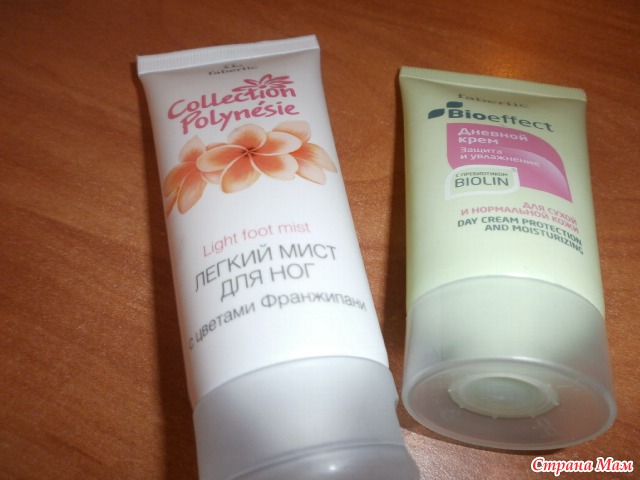 faberlic
Collection
Polynésie
Light foot mist
ЛЕГКИЙ МИСТ
ДЛЯ НОГ
с цветами Франжипани
faberlic
Bioeffect
Дневной
крем
Защита
и увлажнение
С ПРЕБИОТИКОМ
BIOLIN
ДЛЯ СУХОЙ
И НОРМАЛЬНОЙ КОЖИ
DAY CREAM PROTECTION
AND MOISTURIZING
Страна Мам